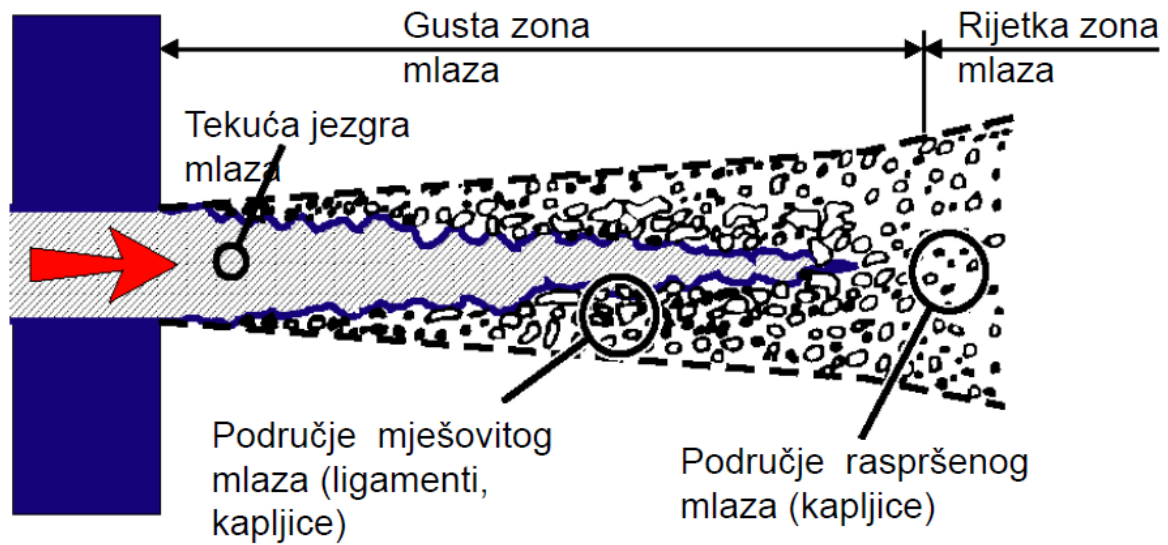 Gusta zona
mlaza
Rijetka zona
mlaza
Tekuća jezgra
mlaza
Područje mješovitog
mlaza (ligamenti,
kapljice)
Područje raspršenog
mlaza (kapljice)